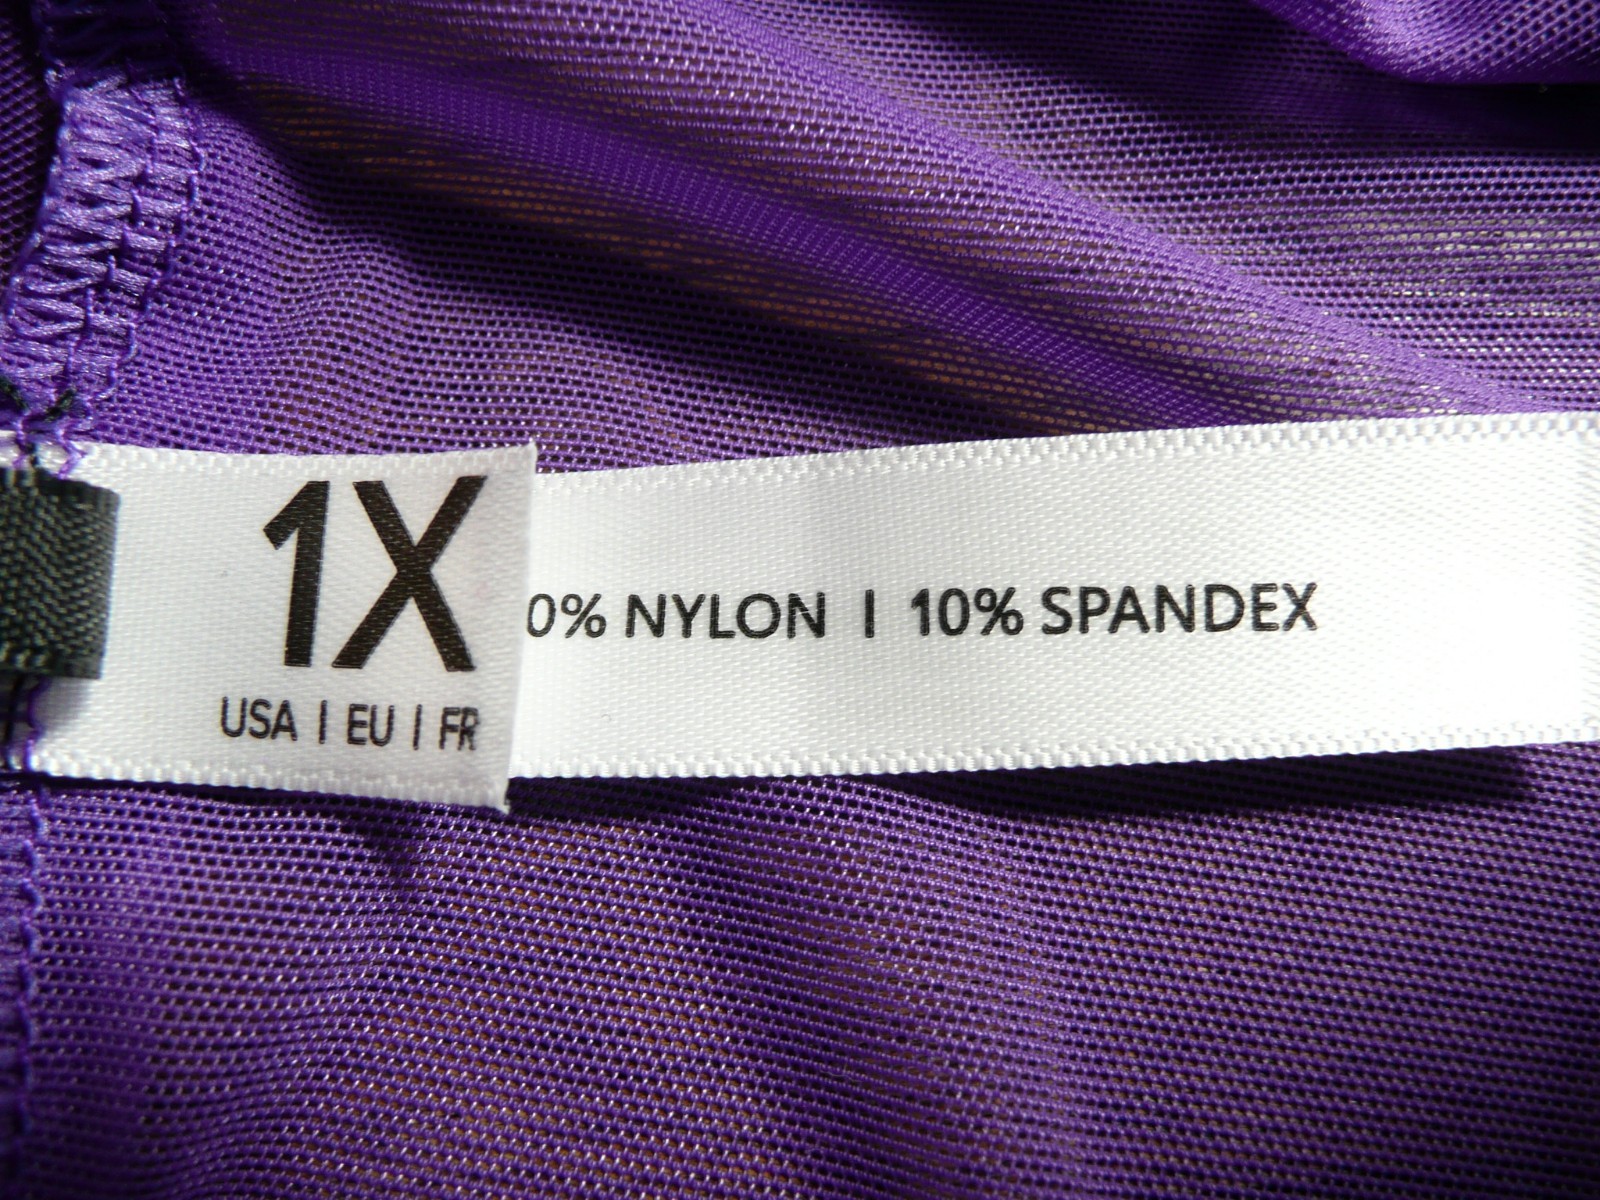 1X
USA | EU | FR
0% NYLON | 10% SPANDEX